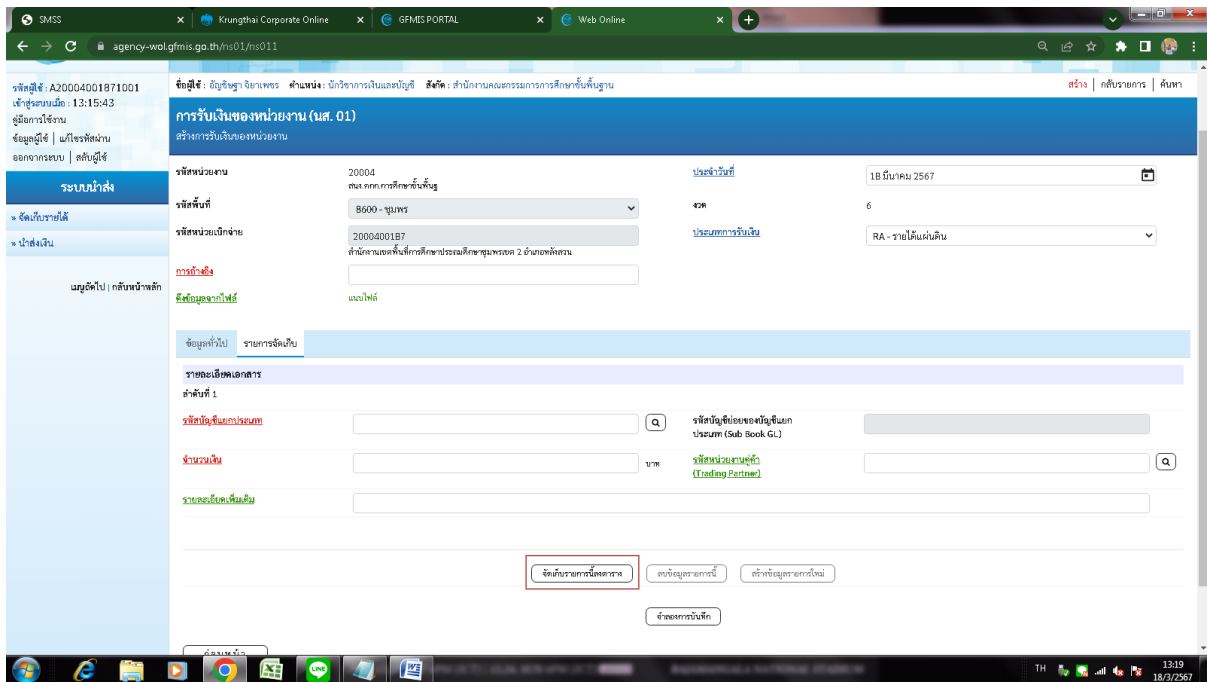 SMSS
Krungthai Corporate Online
GFMIS PORTAL
Web Online
agency-wol.gfmis.go.th/ns01/ns011
รหัสผู้ใช้ : A20004001871001
เข้าสู่ระบบเมื่อ : 13:15:43
คู่มือการใช้งาน
ข้อมูลผู้ใช้ | แก้ไขรหัสผ่าน
ออกจากระบบ | สลับผู้ใช้
ระบบนำส่ง
» จัดเก็บรายได้
» นำส่งเงิน
เมนูถัดไป | กลับหน้าหลัก
ชื่อผู้ใช้ : อัญชิษฐา จิยาเพชร ตำแหน่ง : นักวิชาการเงินและบัญชี สังกัด : สำนักงานคณะกรรมการการศึกษาขั้นพื้นฐาน
สร้าง | กลับรายการ | ค้นหา
การรับเงินของหน่วยงาน (นส. 01)
สร้างการรับเงินของหน่วยงาน
รหัสหน่วยงาน 20004 ประจำวันที่ 18 มีนาคม 2567
สนง.คกก.การศึกษาขั้นพื้นฐ
รหัสพื้นที่ 8600 - ชุมพร งวด 6
รหัสหน่วยเบิกจ่าย 2000400187 ประเภทการรับเงิน RA - รายได้แผ่นดิน
สำนักงานเขตพื้นที่การศึกษาประถมศึกษาชุมพรเขต 2 อำเภอหลังสวน
การอ้างอิง
ดึงข้อมูลจากไฟล์ แนบไฟล์
ข้อมูลทั่วไป รายการจัดเก็บ
รายละเอียดเอกสาร
ลำดับที่ 1
รหัสบัญชีแยกประเภท รหัสบัญชีย่อยของบัญชีแยก
ประเภท (Sub Book GL)
จำนวนเงิน บาท รหัสหน่วยงานคู่ค้า
(Trading Partner)
รายละเอียดเพิ่มเติม
จัดเก็บรายการนี้ลงตาราง ลบข้อมูลรายการนี้ สร้างข้อมูลรายการใหม่
จำลองการบันทึก
ก่อนหน้า
LINE
TH
13:19
18/3/2567